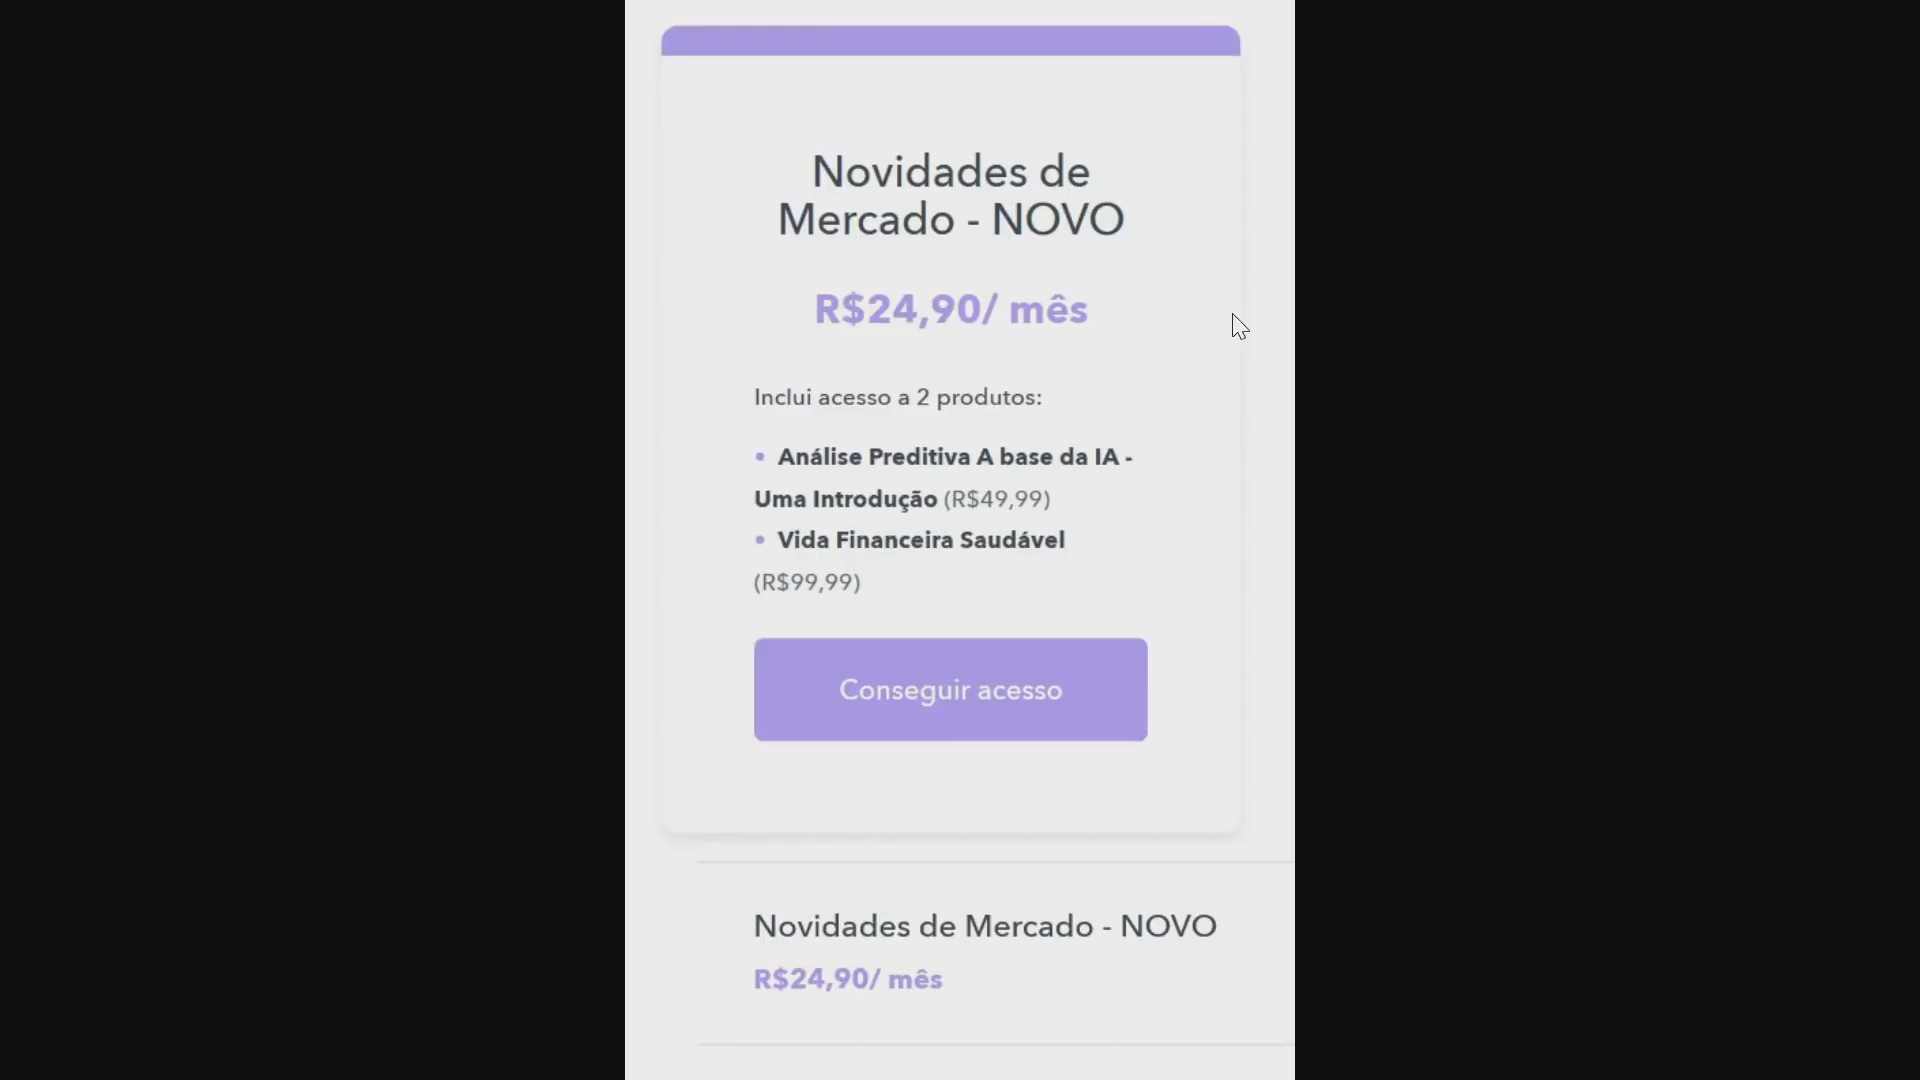 Novidades de
Mercado - NOVO
R$24,90/ mês
Inclui acesso a 2 produtos:
• Análise Preditiva A base da IA -
Uma Introdução (R$49,99)
• Vida Financeira Saudável
(R$99,99)
Conseguir acesso
Novidades de Mercado - NOVO
R$24,90/ mês